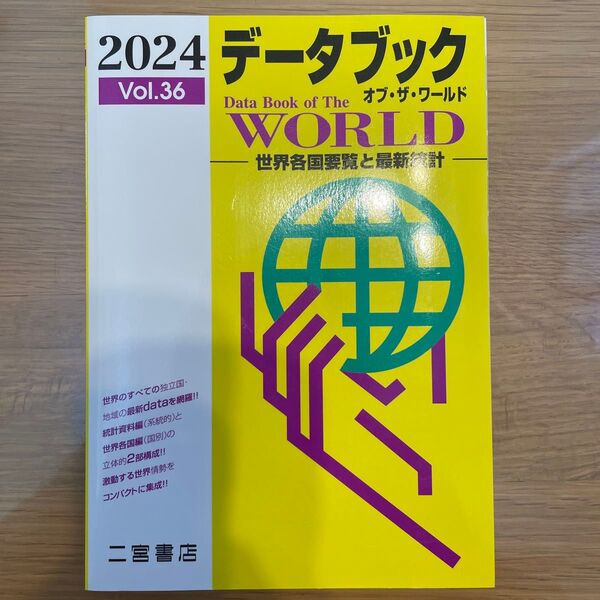 2024
Vol.36
データブック
オブ・ザ・ワールド
Data Book of The
WORLD
世界各国要覧と最新統計
世界のすべての独立国・
地域の最新dataを網羅!!
統計資料編(系統的)と
世界各国編(国別)の
立体的2部構成!!
激動する世界情勢を
コンパクトに集成!!
二宮書店